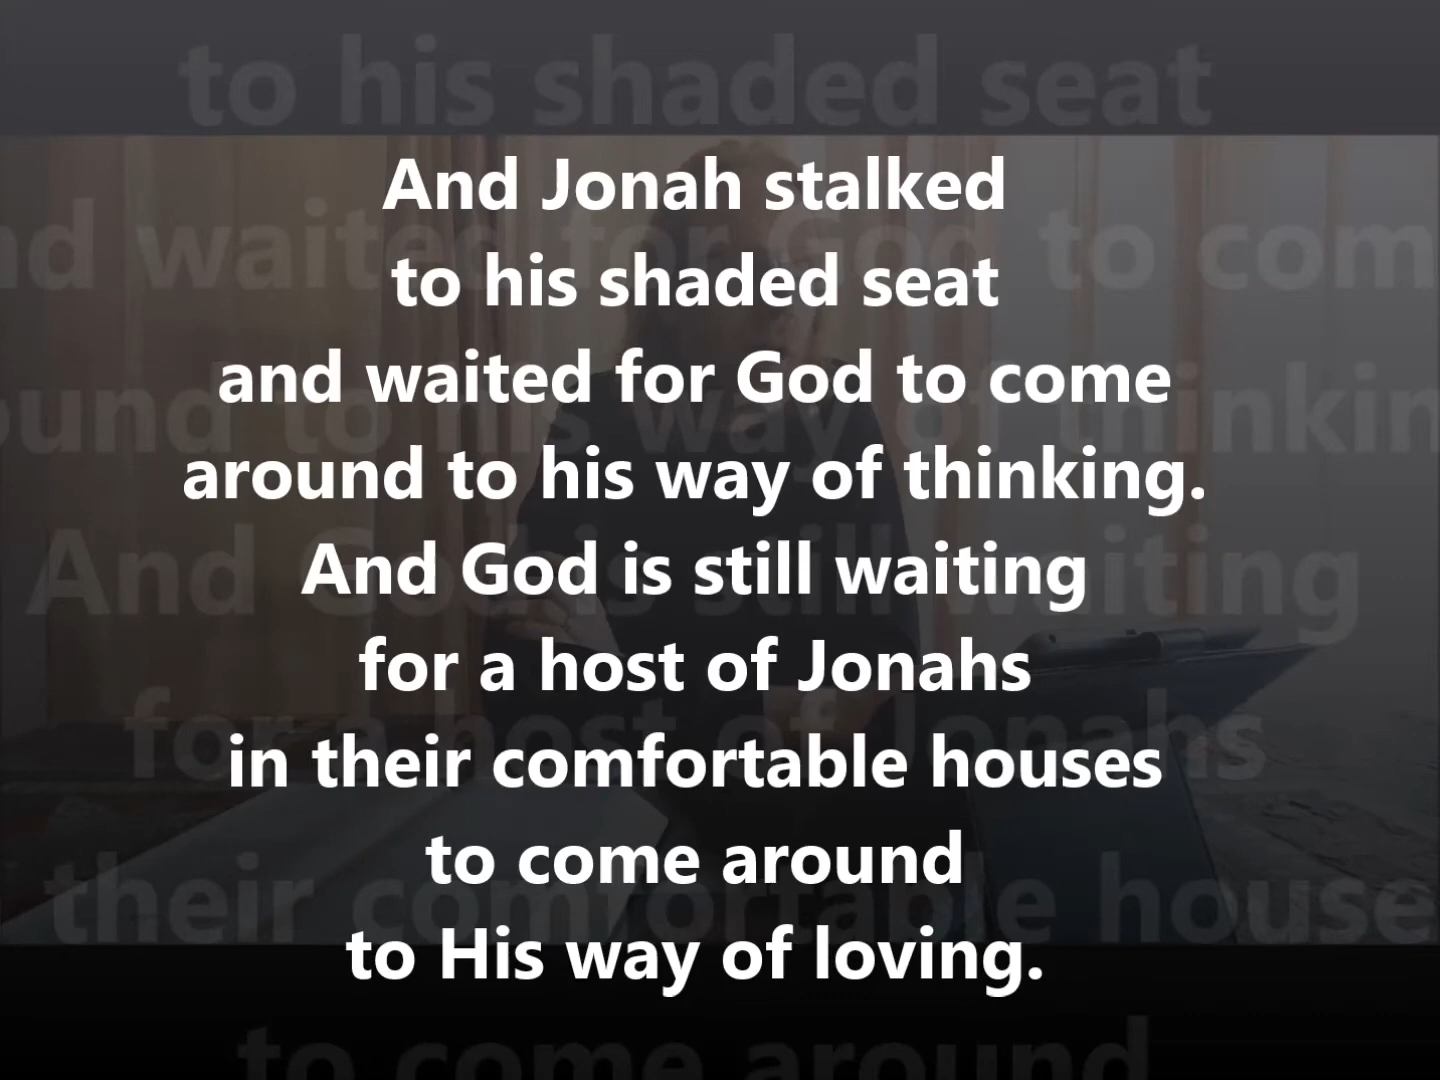 And Jonah stalked
to his shaded seat
and waited for God to come
around to his way of thinking.
And God is still waiting
for a host of Jonahs
in their comfortable houses
to come around
to His way of loving.